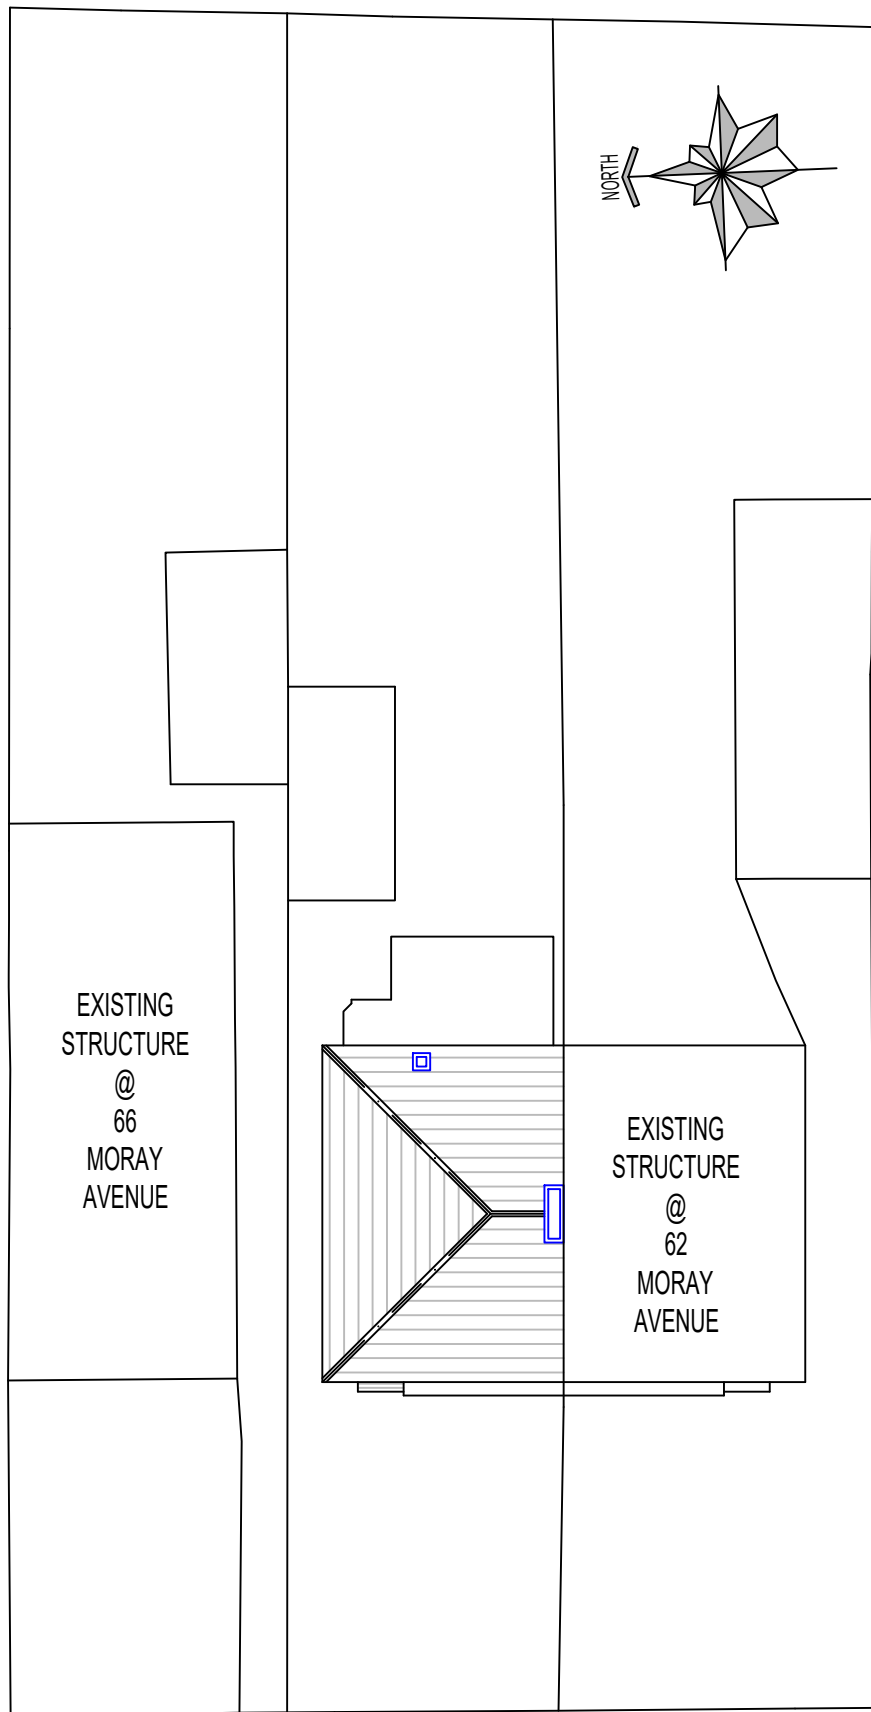 NORTH
EXISTING
STRUCTURE
@
66
MORAY
AVENUE
EXISTING
STRUCTURE
@
62
MORAY
AVENUE